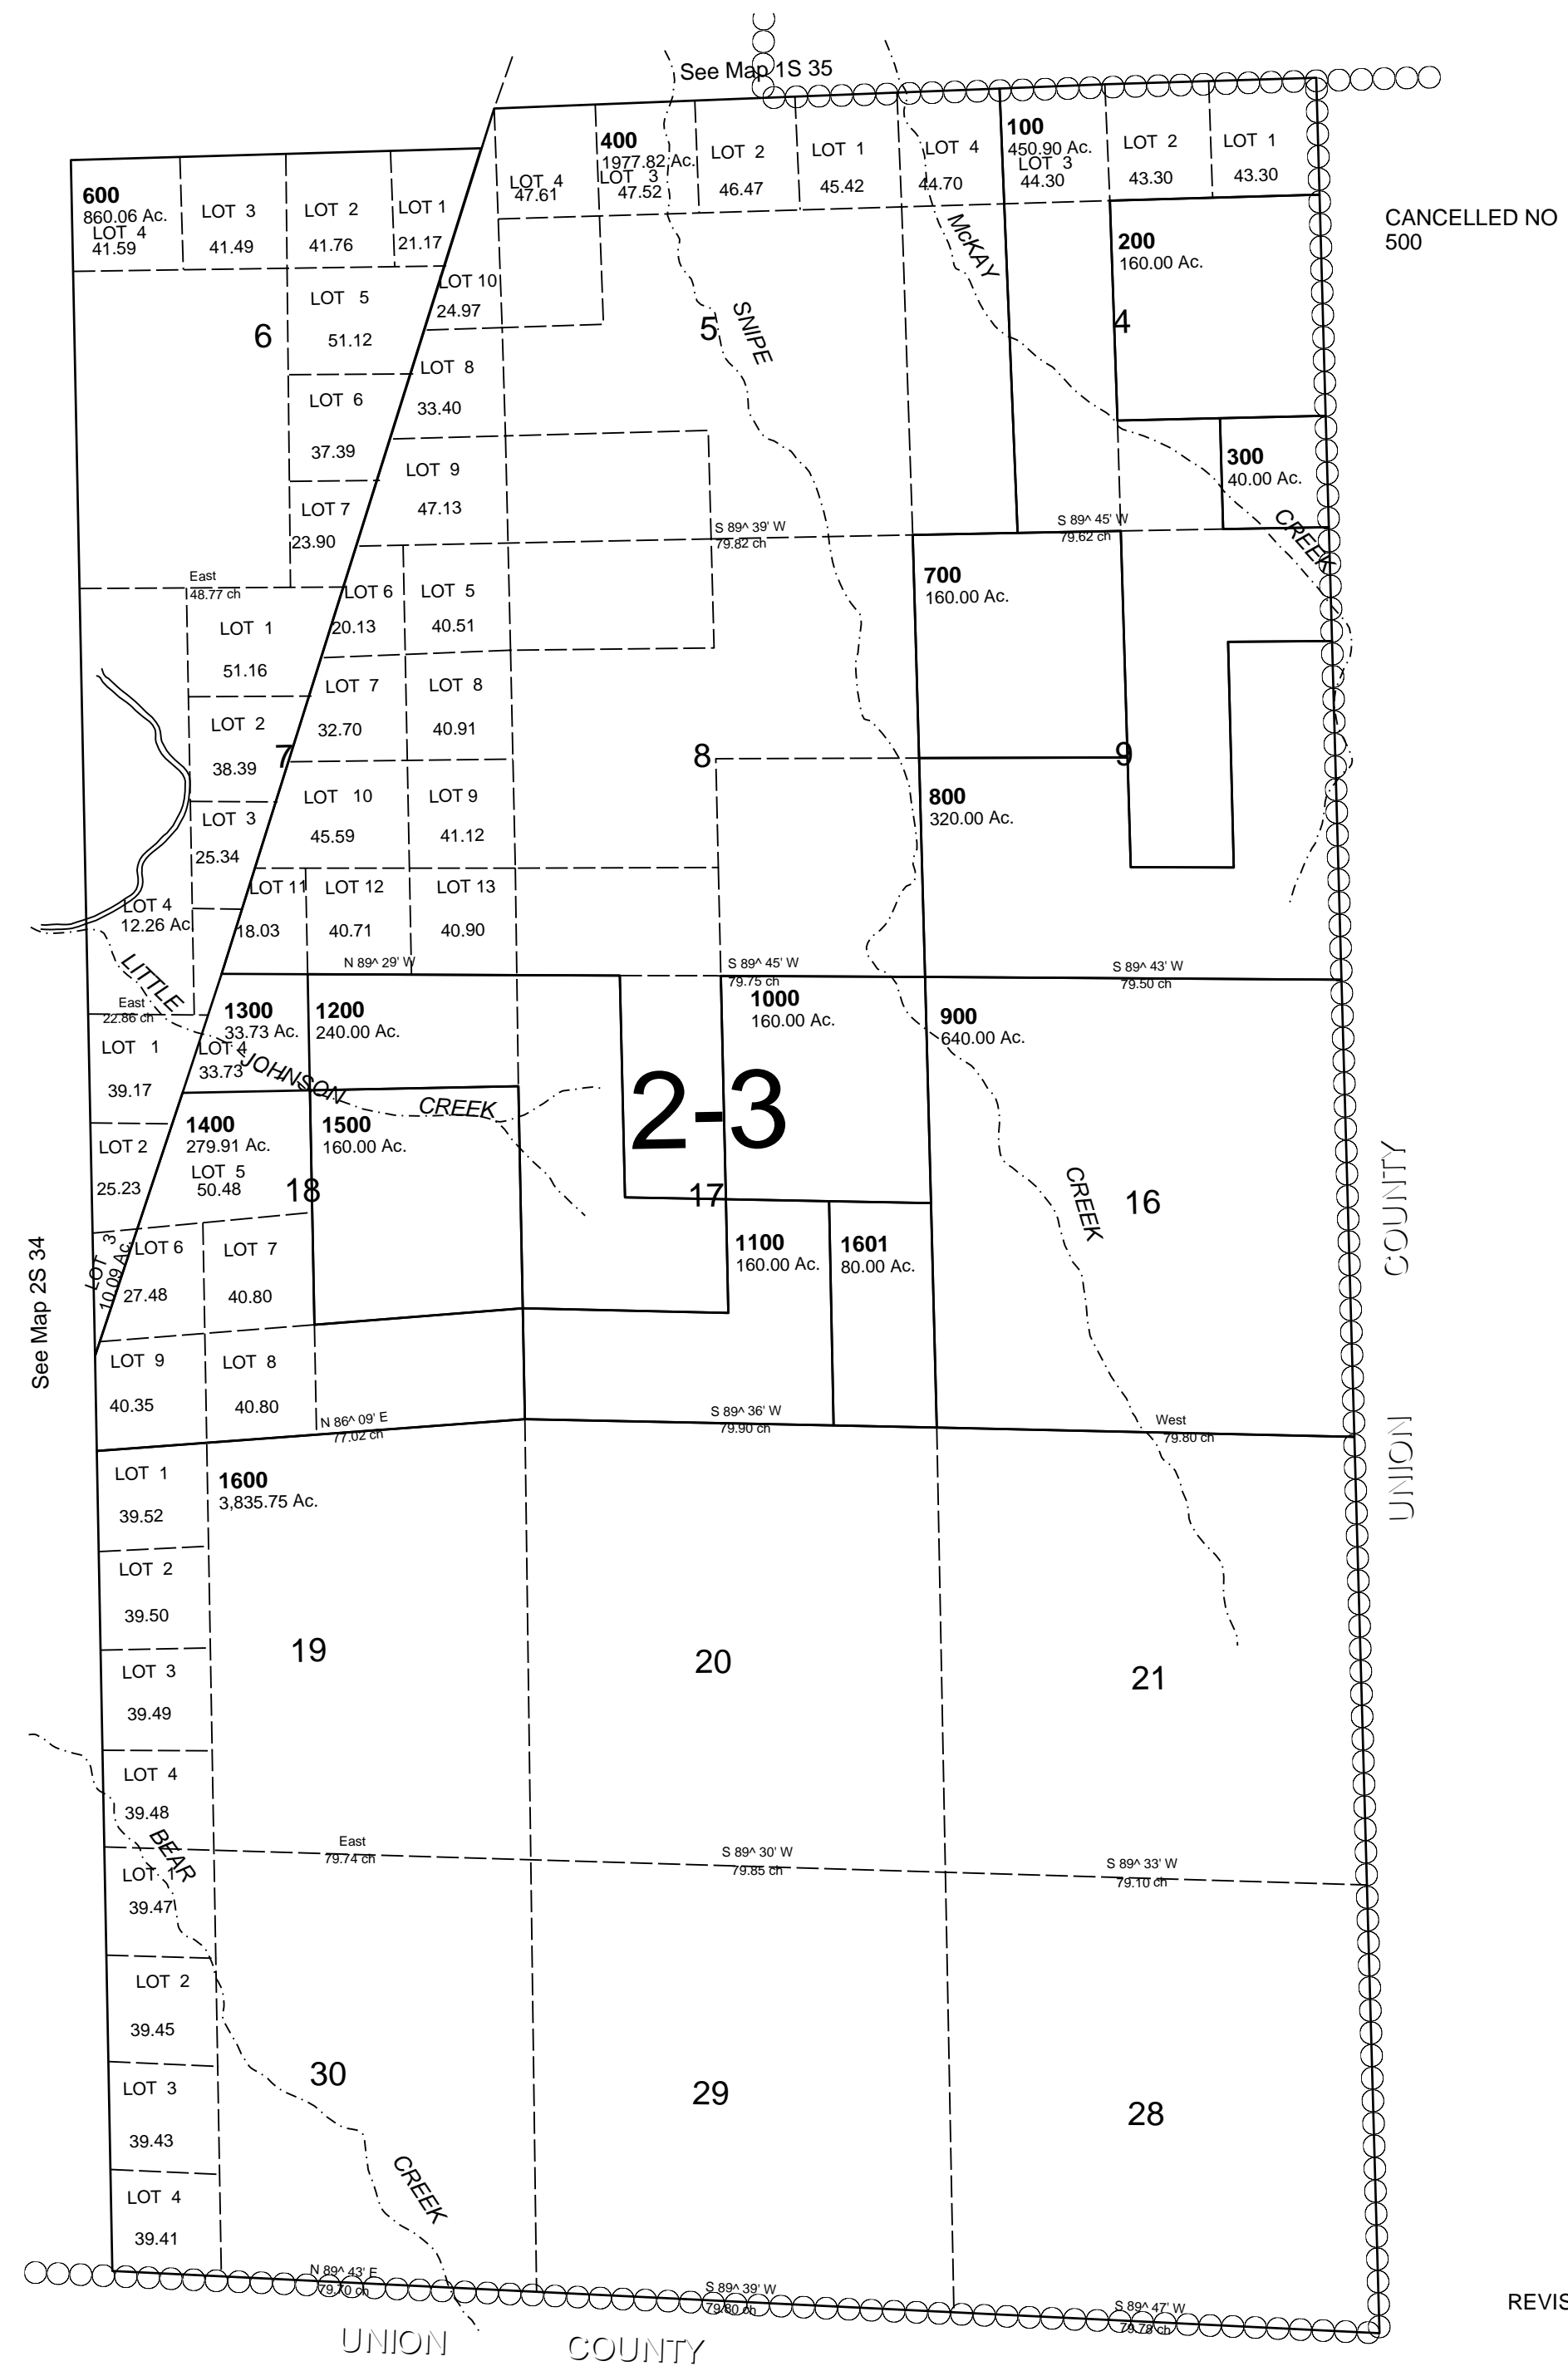 See Map 1S 35
CANCELLED NO
500
600
860.06 Ac.
LOT 4
41.59
LOT 3
41.49
LOT 2
41.76
LOT 1
21.17
LOT 4
47.61
400
1977.82 Ac.
LOT 3
47.52
LOT 2
46.47
LOT 1
45.42
LOT 4
44.70
100
450.90 Ac.
LOT 3
44.30
LOT 2
43.30
LOT 1
43.30
McKAY
200
160.00 Ac.
LOT 5
51.12
LOT 10
24.97
6
5
SNIPE
4
LOT 6
37.39
LOT 8
33.40
LOT 9
47.13
300
40.00 Ac.
CREEK
LOT 7
23.90
S 89^ 39' W
79.82 ch
S 89^ 45' W
79.62 ch
East
48.77 ch
LOT 6
20.13
LOT 5
40.51
700
160.00 Ac.
LOT 1
51.16
LOT 7
32.70
LOT 8
40.91
LOT 2
38.39
7
8
9
LOT 10
45.59
LOT 9
41.12
800
320.00 Ac.
LOT 3
25.34
LOT 4
12.26 Ac
LOT 11
18.03
LOT 12
40.71
LOT 13
40.90
LITTLE
N 89^ 29' W
S 89^ 45' W
79.75 ch
S 89^ 43' W
79.50 ch
East
22.86 ch
1300
33.73 Ac.
LOT 4
33.73
1200
240.00 Ac.
1000
160.00 Ac.
900
640.00 Ac.
LOT 1
39.17
JOHNSON
CREEK
2-3
1400
279.91 Ac.
LOT 5
50.48
1500
160.00 Ac.
LOT 2
25.23
18
17
CREEK
16
COUNTY
LOT 3
10.09 Ac.
LOT 6
27.48
LOT 7
40.80
1100
160.00 Ac.
1601
80.00 Ac.
See Map 2S 34
LOT 9
40.35
LOT 8
40.80
N 86^ 09' E
77.02 ch
S 89^ 36' W
79.90 ch
West
79.80 ch
UNION
LOT 1
39.52
1600
3,835.75 Ac.
LOT 2
39.50
19
20
21
LOT 3
39.49
LOT 4
39.48
BEAR
East
79.74 ch
S 89^ 30' W
79.85 ch
S 89^ 33' W
79.10 ch
LOT 1
39.47
LOT 2
39.45
30
29
28
LOT 3
39.43
CREEK
LOT 4
39.41
N 89^ 43' E
79.70 ch
S 89^ 39' W
79.80 ch
S 89^ 47' W
79.78 ch
REVIS
UNION COUNTY